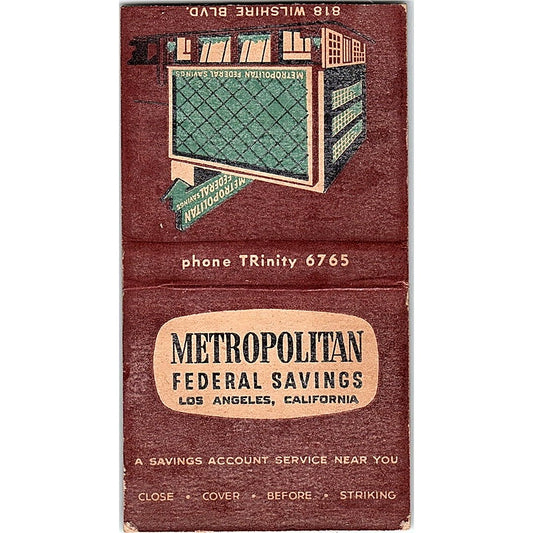 818 WILSHIRE BLVD.
METROPOLITAN FEDERAL SAVINGS
METROPOLITAN
FEDERAL
SAVINGS
phone TRinity 6765
METROPOLITAN
FEDERAL SAVINGS
LOS ANGELES, CALIFORNIA
A SAVINGS ACCOUNT SERVICE NEAR YOU
CLOSE • COVER • BEFORE • STRIKING